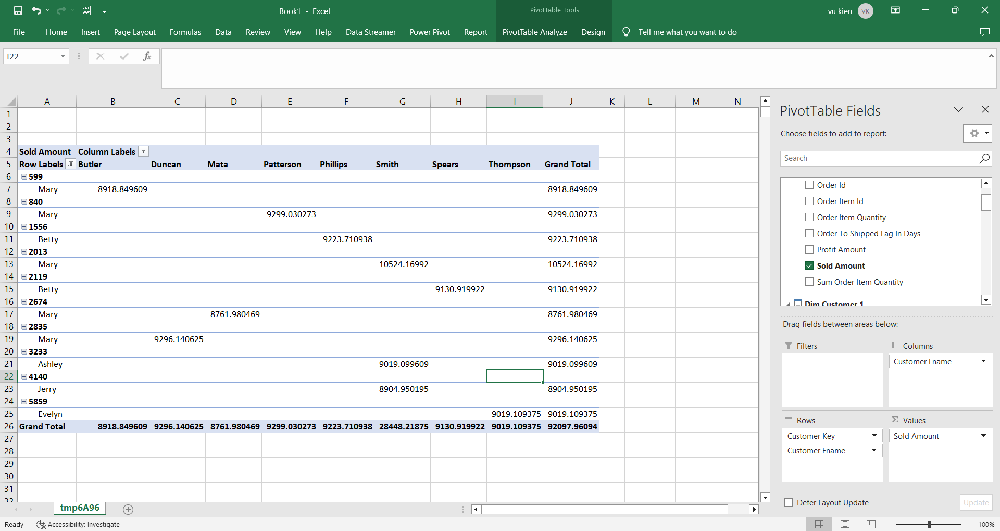 Book1 - Excel
PivotTable Tools
vu kien
VK
File Home Insert Page Layout Formulas Data Review View Help Data Streamer Power Pivot Report PivotTable Analyze Design Tell me what you want to do
I22
fx
A B C D E F G H I J K L M N
1
2
3
4 Sold Amount Column Labels
5 Row Labels Butler Duncan Mata Patterson Phillips Smith Spears Thompson Grand Total
6 599
7 Mary 8918.849609 8918.849609
8 840
9 Mary 9299.030273 9299.030273
10 1556
11 Betty 9223.710938 9223.710938
12 2013
13 Mary 10524.16992 10524.16992
14 2119
15 Betty 9130.919922 9130.919922
16 2674
17 Mary 8761.980469 8761.980469
18 2835
19 Mary 9296.140625 9296.140625
20 3233
21 Ashley 9019.099609 9019.099609
22 4140
23 Jerry 8904.950195 8904.950195
24 5859
25 Evelyn 9019.109375 9019.109375
26 Grand Total 8918.849609 9296.140625 8761.980469 9299.030273 9223.710938 28448.21875 9130.919922 9019.109375 92097.96094
27
28
29
30
31
32
tmp6A96
Ready Accessibility: Investigate
100%
PivotTable Fields
Choose fields to add to report:
Search
Order Id
Order Item Id
Order Item Quantity
Order To Shipped Lag In Days
Profit Amount
Sold Amount
Sum Order Item Quantity
Dim Customer 1
Drag fields between areas below:
Filters
Columns
Customer Lname
Rows
Customer Key
Customer Fname
Σ Values
Sold Amount
Defer Layout Update
Update